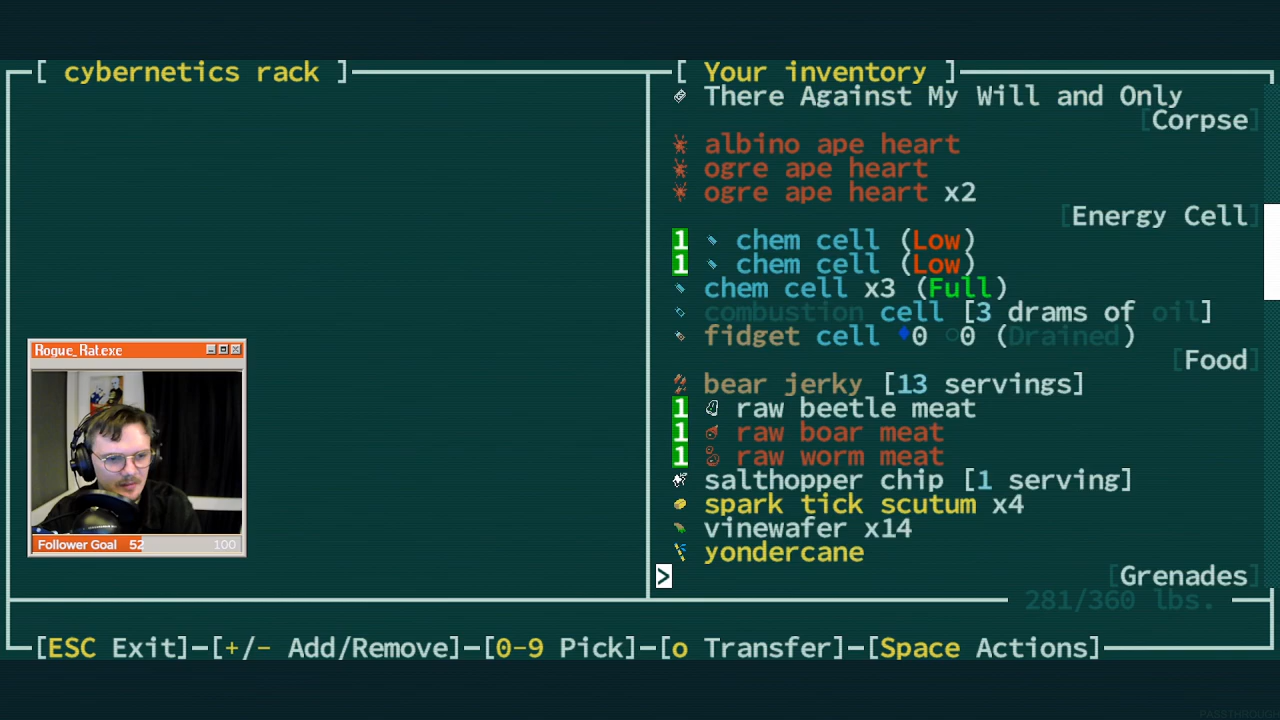 [ cybernetics rack ]
[ Your inventory ]
There Against My Will and Only
[Corpse]
albino ape heart
ogre ape heart
ogre ape heart x2
[Energy Cell]
1 chem cell (Low)
1 chem cell (Low)
chem cell x3 (Full)
combustion cell [3 drams of oil]
fidget cell ♦0 ○0 (Drained)
[Food]
bear jerky [13 servings]
1 raw beetle meat
1 raw boar meat
1 raw worm meat
salthopper chip [1 serving]
spark tick scutum x4
vinewafer x14
yondercane
>
[Grenades]
281/360 lbs.
Rogue_Rat.exe
Follower Goal 52 100
[ESC Exit]─[+/- Add/Remove]─[0-9 Pick]─[o Transfer]─[Space Actions]